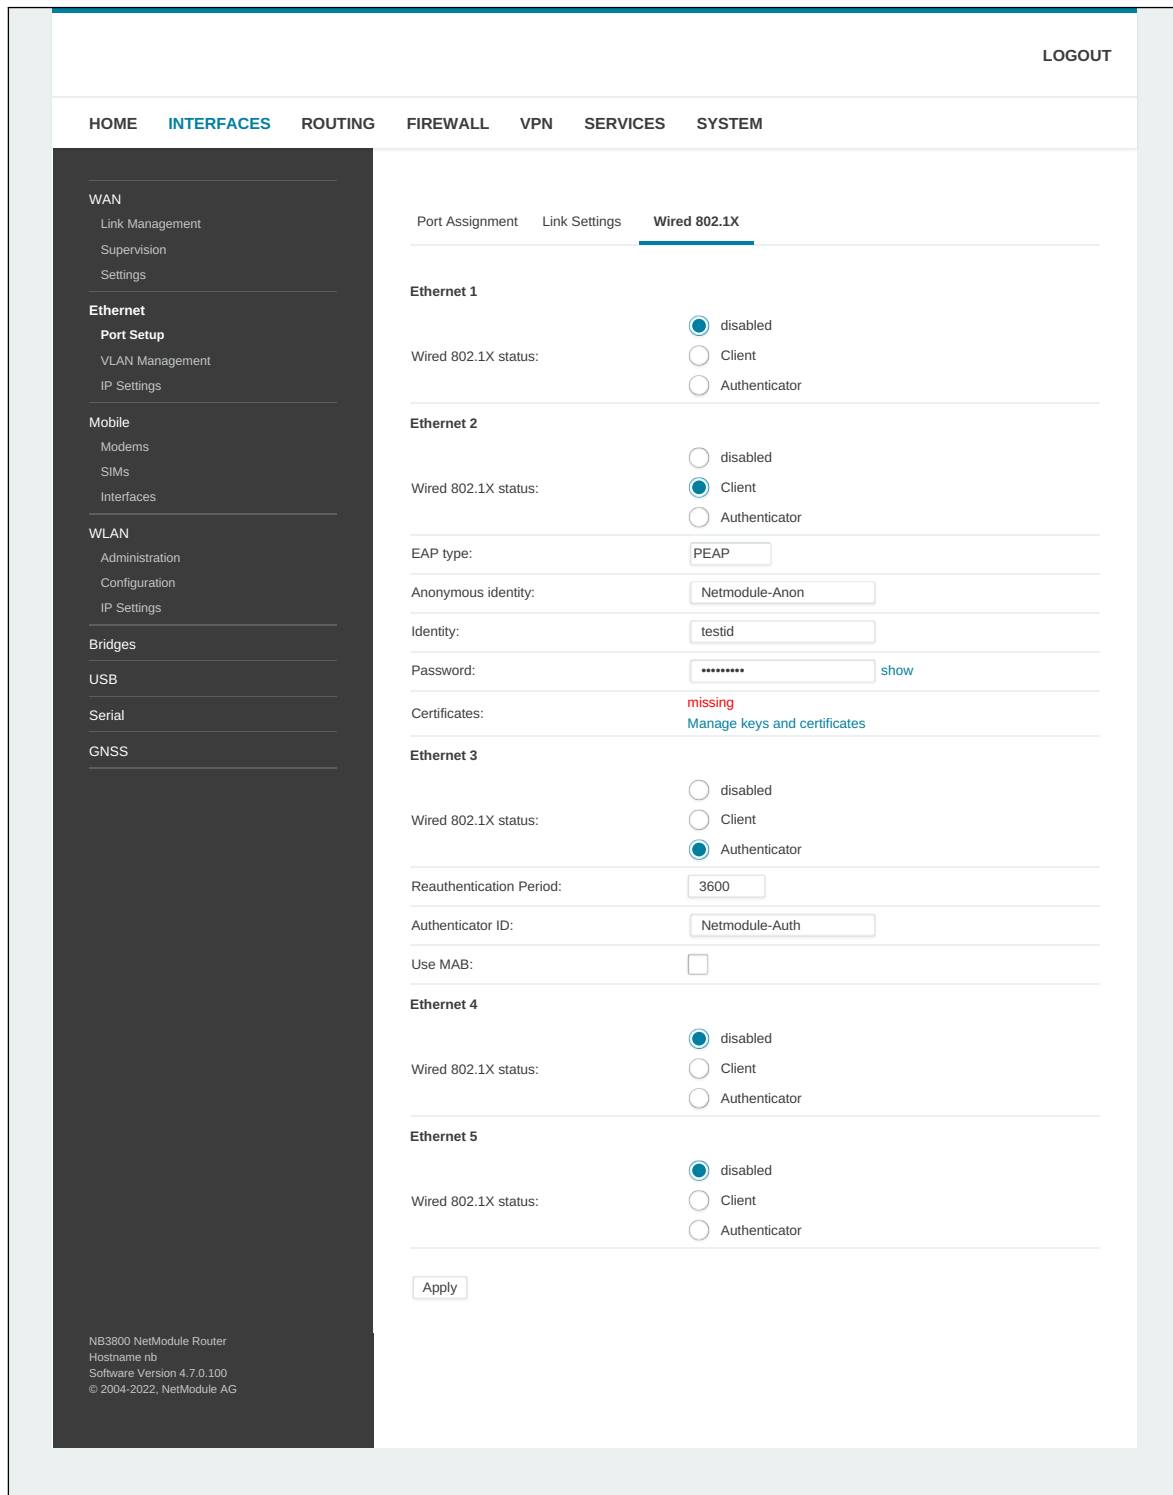 LOGOUT
HOME INTERFACES ROUTING FIREWALL VPN SERVICES SYSTEM
WAN
Link Management
Supervision
Settings
Ethernet
Port Setup
VLAN Management
IP Settings
Mobile
Modems
SIMs
Interfaces
WLAN
Administration
Configuration
IP Settings
Bridges
USB
Serial
GNSS
NB3800 NetModule Router
Hostname nb
Software Version 4.7.0.100
© 2004-2022, NetModule AG
Port Assignment Link Settings Wired 802.1X
Ethernet 1
disabled
Wired 802.1X status: Client
Authenticator
Ethernet 2
disabled
Wired 802.1X status: Client
Authenticator
EAP type: PEAP
Anonymous identity: Netmodule-Anon
Identity: testid
Password: ••••••••• show
Certificates: missing
Manage keys and certificates
Ethernet 3
disabled
Wired 802.1X status: Client
Authenticator
Reauthentication Period: 3600
Authenticator ID: Netmodule-Auth
Use MAB:
Ethernet 4
disabled
Wired 802.1X status: Client
Authenticator
Ethernet 5
disabled
Wired 802.1X status: Client
Authenticator
Apply